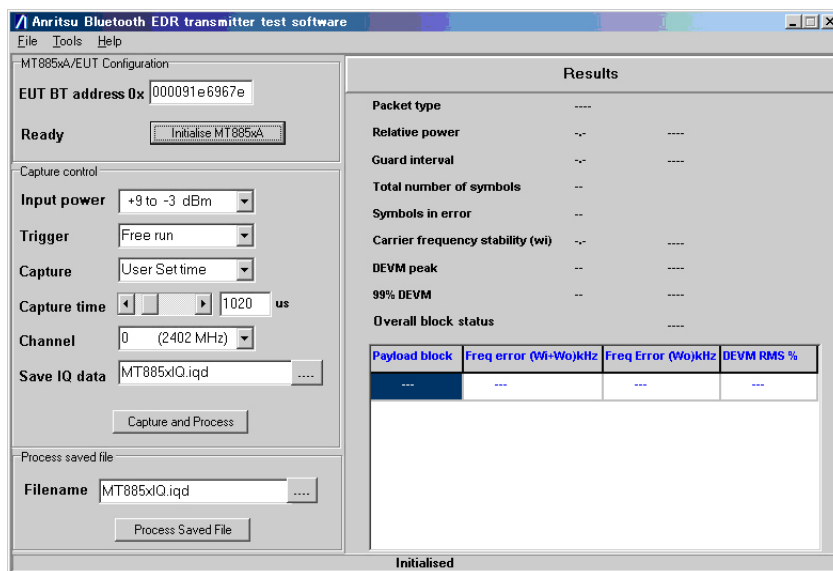 Anritsu Bluetooth EDR transmitter test software
File Tools Help
MT885xA/EUT Configuration
EUT BT address 0x 000091e6967e
Ready Initialise MT885xA
Capture control
Input power +9 to -3 dBm
Trigger Free run
Capture User Set time
Capture time 1020 us
Channel 0 (2402 MHz)
Save IQ data MT885xIQ.iqd ....
Capture and Process
Process saved file
Filename MT885xIQ.iqd ....
Process Saved File
Results
Packet type ----
Relative power -.- ----
Guard interval -.- ----
Total number of symbols --
Symbols in error --
Carrier frequency stability (wi) -.- ----
DEVM peak -- ----
99% DEVM -- ----
Overall block status ----
Payload block Freq error (Wi+Wo)kHz Freq Error (Wo)kHz DEVM RMS %
--- --- --- ---
Initialised